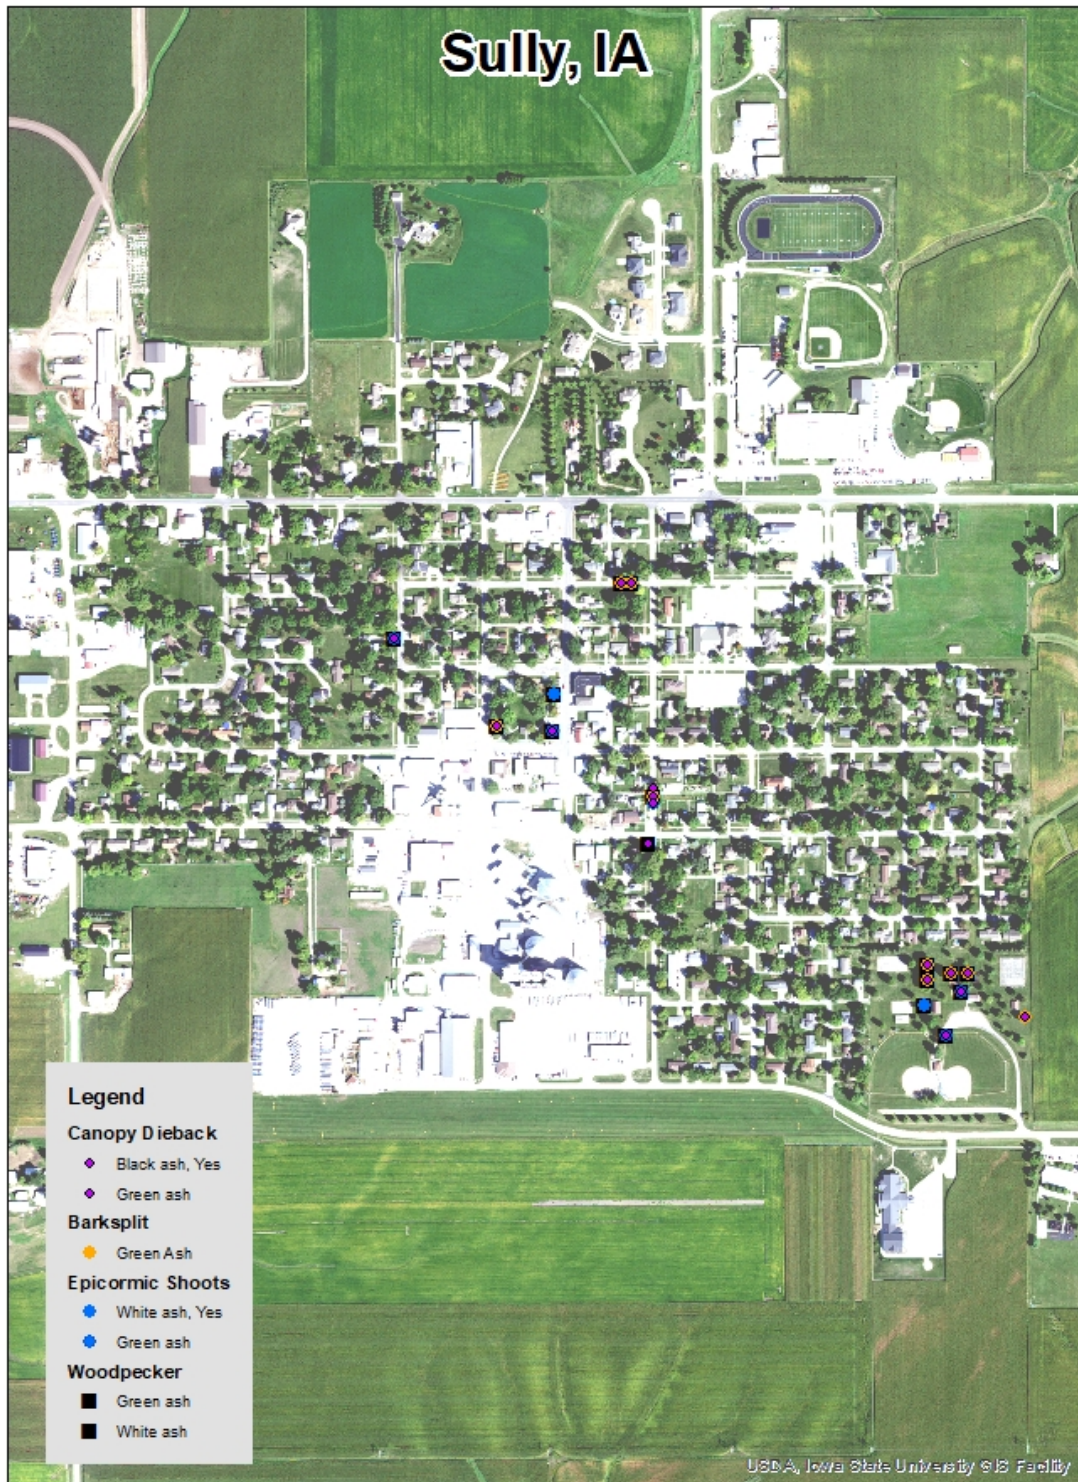 Sully, IA
Legend
Canopy Dieback
Black ash, Yes
Green ash
Barksplit
Green Ash
Epicormic Shoots
White ash, Yes
Green ash
Woodpecker
Green ash
White ash
USDA, Iowa State University GIS Facility